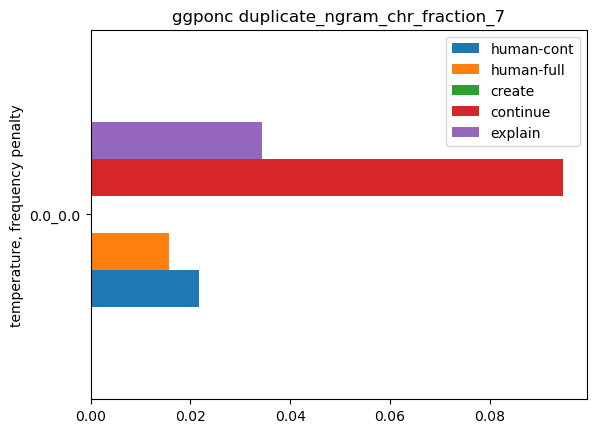 ggponc duplicate_ngram_chr_fraction_7
human-cont
human-full
create
continue
explain
temperature, frequency penalty
0.0_0.0
0.00 0.02 0.04 0.06 0.08